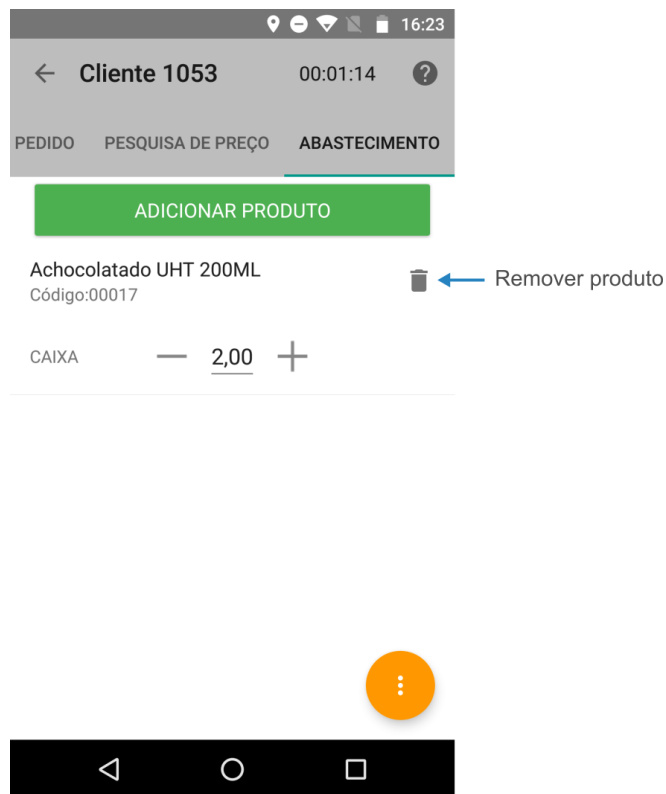 16:23
Cliente 1053 00:01:14 ?
PEDIDO PESQUISA DE PREÇO ABASTECIMENTO
ADICIONAR PRODUTO
Achocolatado UHT 200ML
Código:00017
Remover produto
CAIXA — 2,00 +